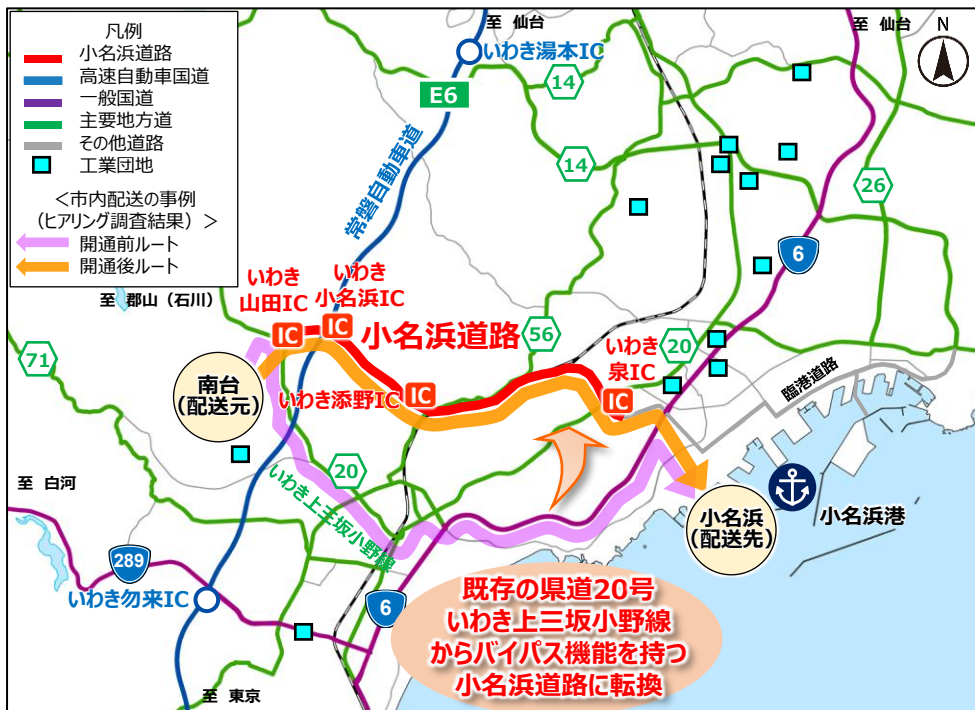 凡例
小名浜道路
高速自動車国道
一般国道
主要地方道
その他道路
工業団地
＜市内配送の事例
（ヒアリング調査結果）＞
開通前ルート
開通後ルート
至 仙台
いわき湯本IC
E6
14
14
至 仙台
N
26
6
常磐自動車道
至 郡山（石川）
いわき
山田IC
いわき
小名浜IC
IC
IC
小名浜道路
56
いわき
泉IC
20
臨港道路
71
南台
（配送元）
いわき添野IC
IC
IC
至 白河
20
いわき上王坂小野線
小名浜
（配送先）
小名浜港
289
いわき勿来IC
6
既存の県道20号
いわき上三坂小野線
からバイパス機能を持つ
小名浜道路に転換
至 東京